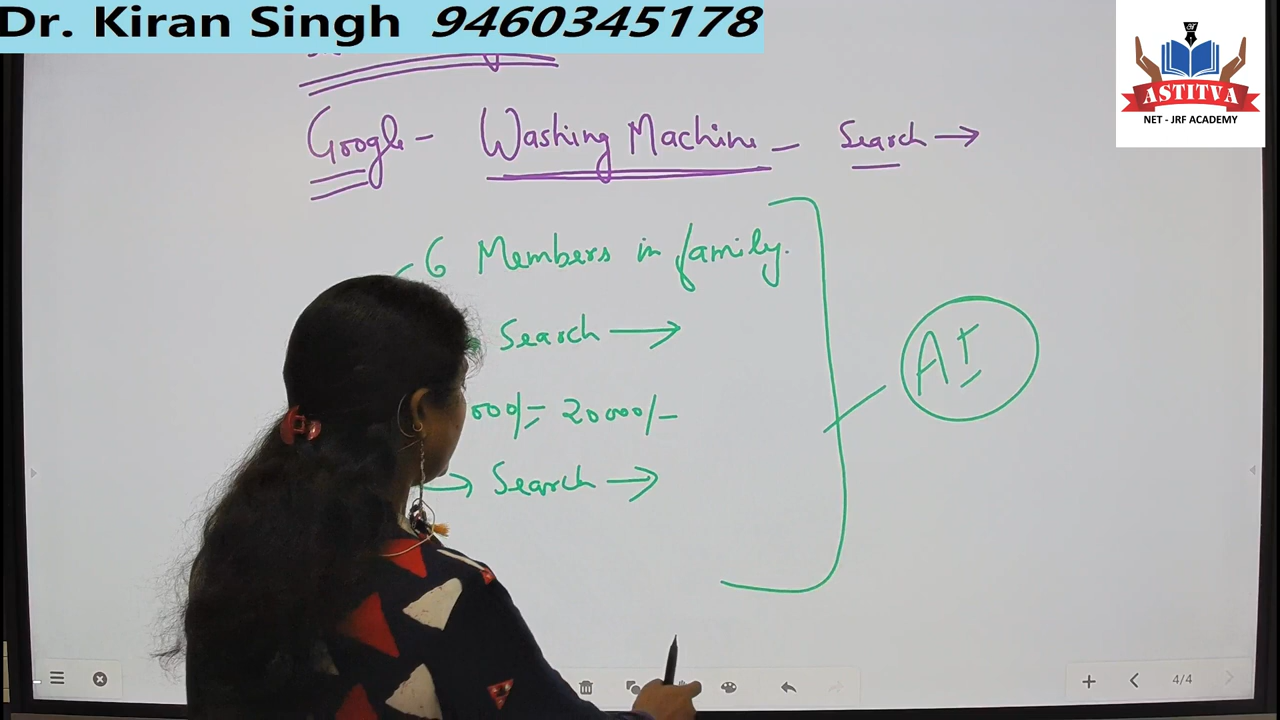 Dr. Kiran Singh 9460345178
ASTITVA
NET - JRF ACADEMY
Google - Washing Machine - Search →
6 Members in family.
Search →
000/= 20000/-
→ Search →
4/4